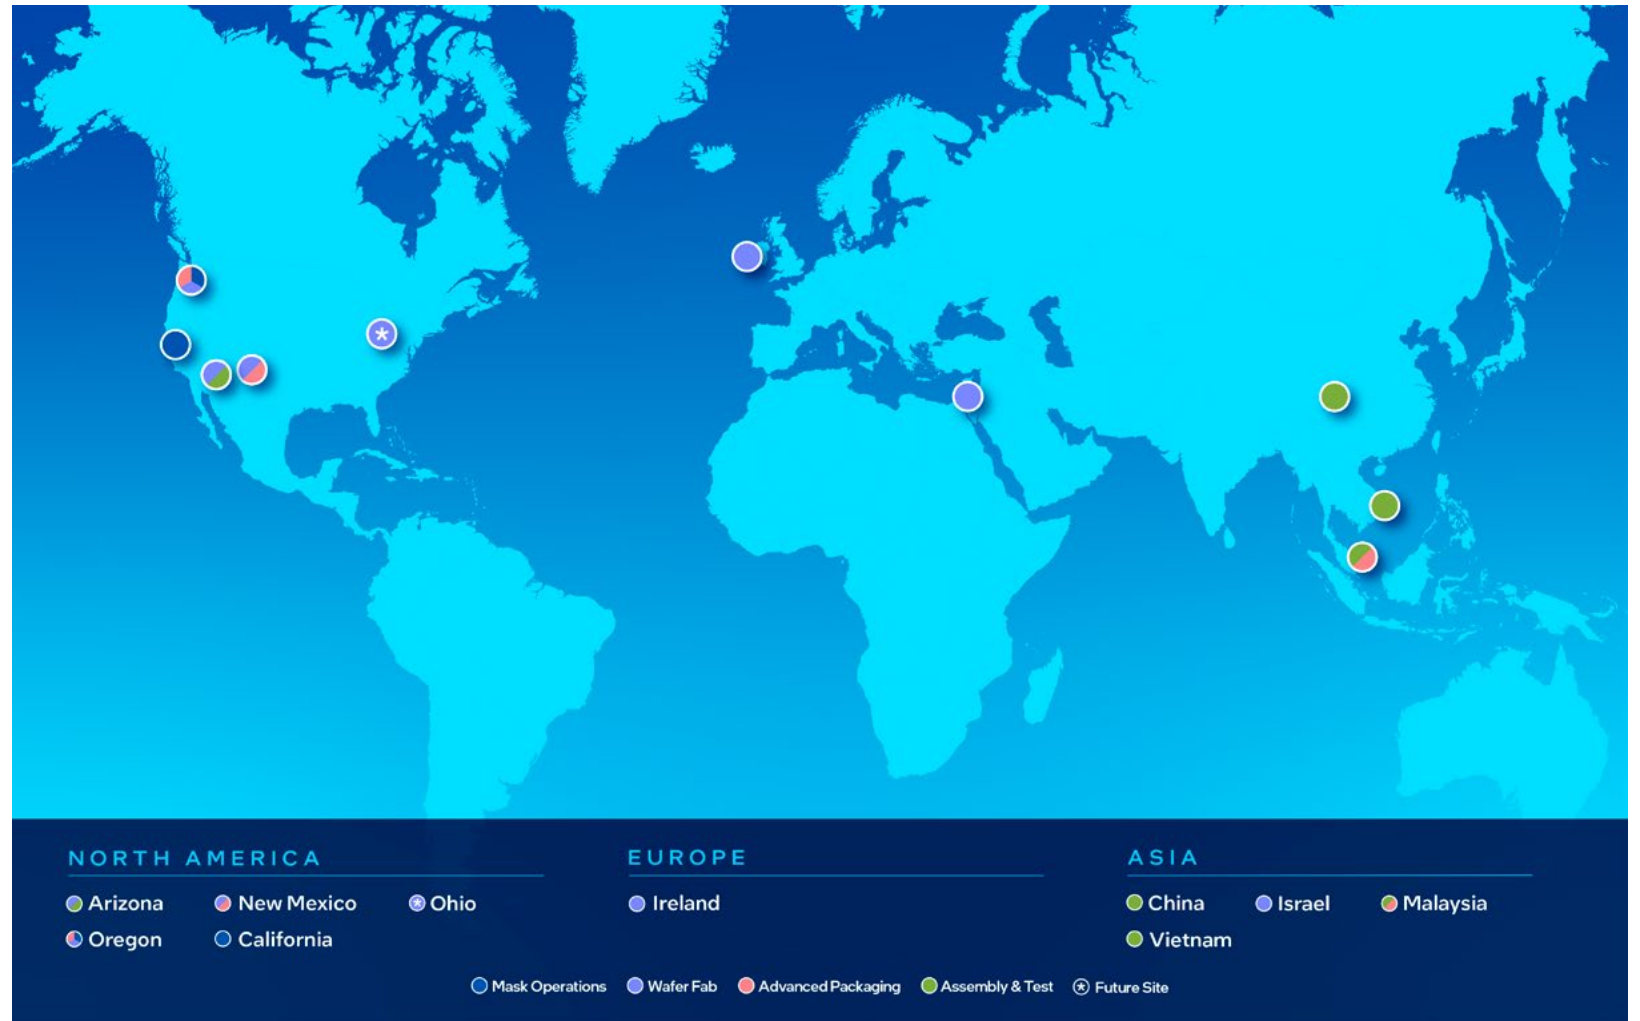 NORTH AMERICA
Arizona
New Mexico
Ohio
Oregon
California
EUROPE
Ireland
ASIA
China
Israel
Malaysia
Vietnam
Mask Operations
Wafer Fab
Advanced Packaging
Assembly & Test
Future Site